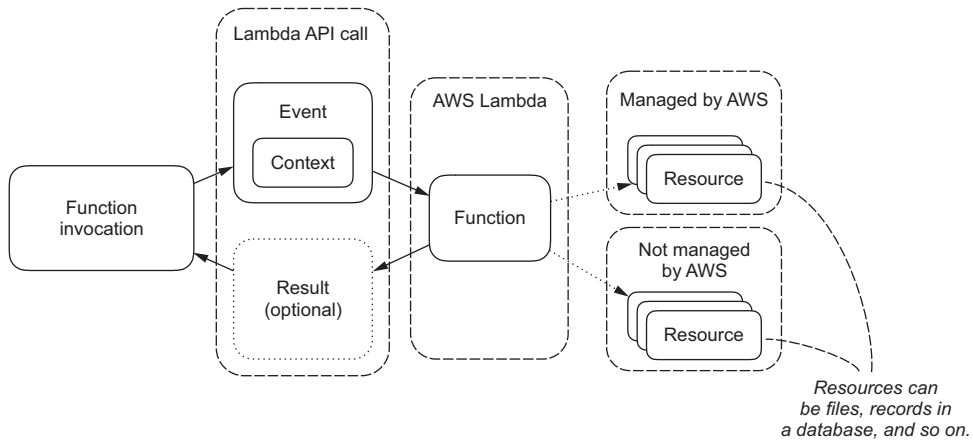 Lambda API call
Event
Context
Function
invocation
Result
(optional)
AWS Lambda
Function
Managed by AWS
Resource
Not managed
by AWS
Resource
Resources can
be files, records in
a database, and so on.